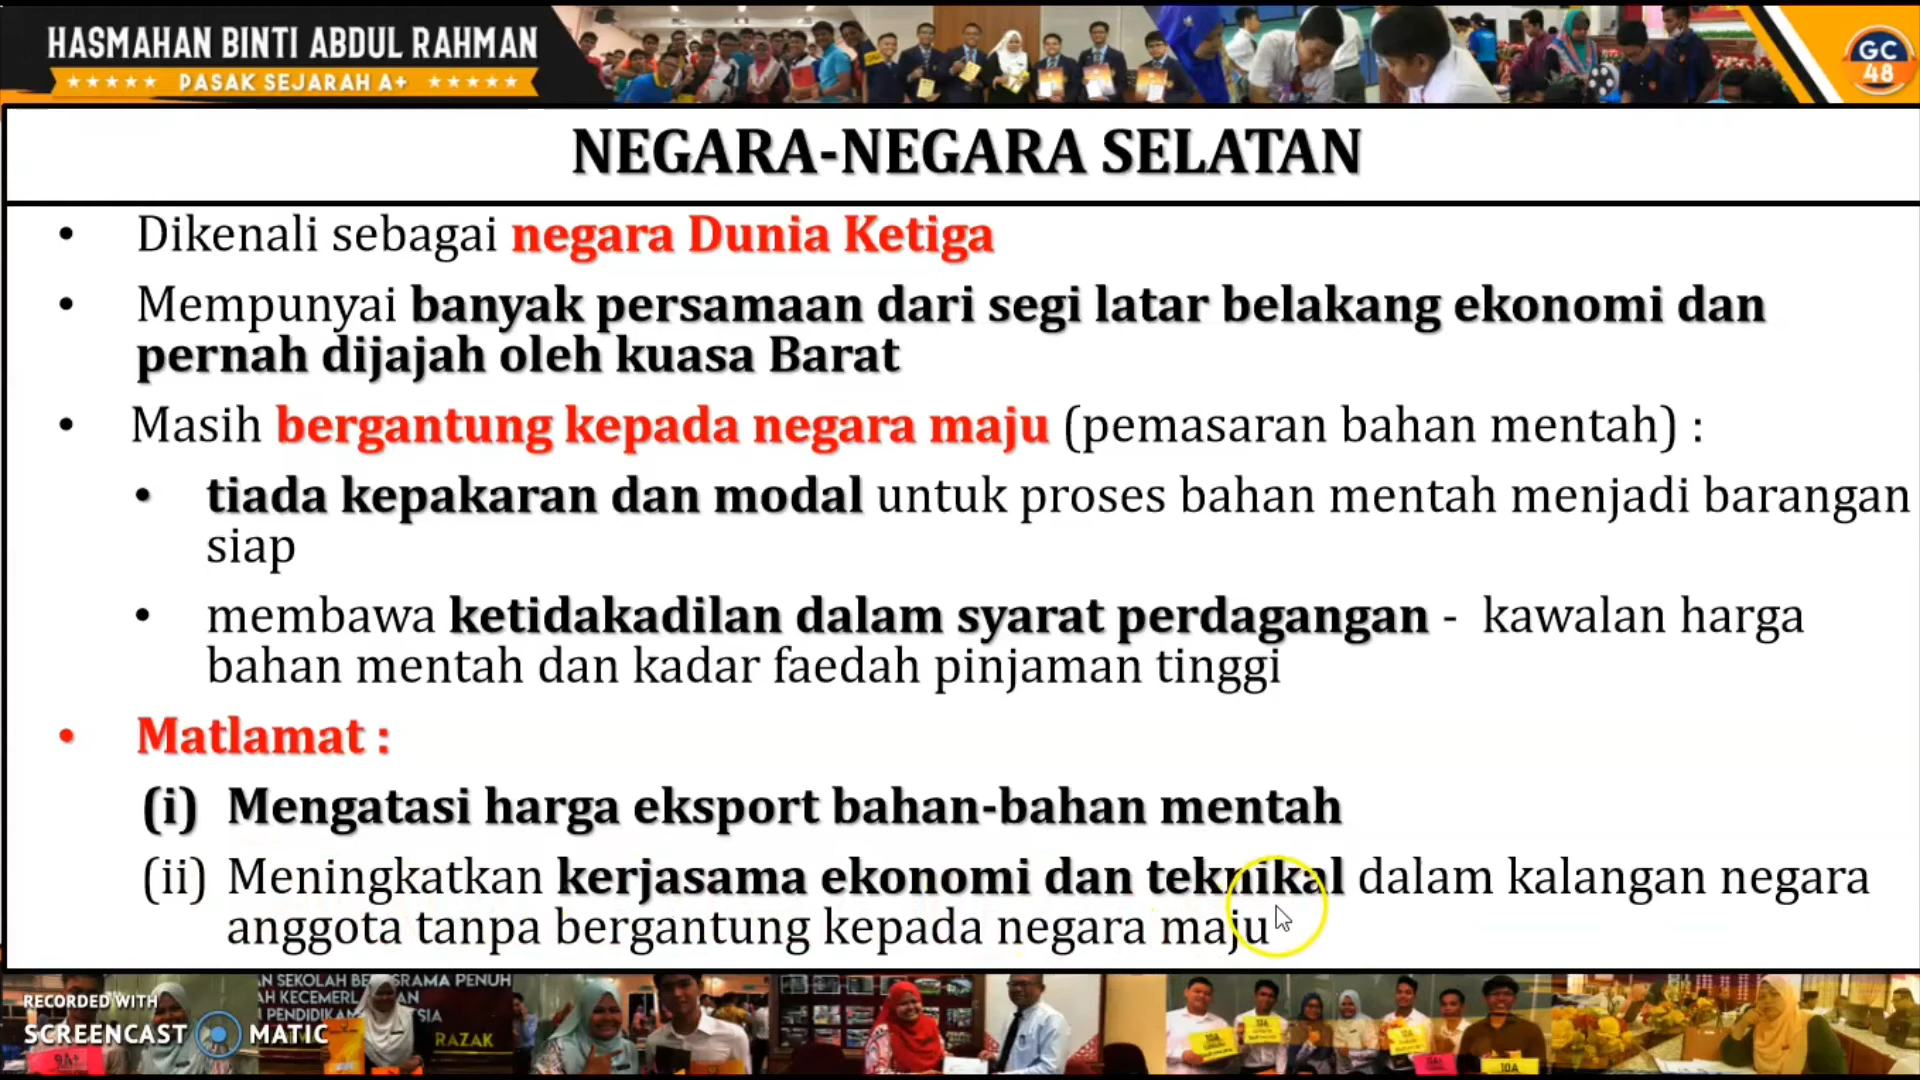 HASMAHAN BINTI ABDUL RAHMAN
PASAK SEJARAH A+
GC
48
NEGARA-NEGARA SELATAN
• Dikenali sebagai negara Dunia Ketiga
• Mempunyai banyak persamaan dari segi latar belakang ekonomi dan
pernah dijajah oleh kuasa Barat
• Masih bergantung kepada negara maju (pemasaran bahan mentah) :
• tiada kepakaran dan modal untuk proses bahan mentah menjadi barangan
siap
• membawa ketidakadilan dalam syarat perdagangan - kawalan harga
bahan mentah dan kadar faedah pinjaman tinggi
• Matlamat :
(i) Mengatasi harga eksport bahan-bahan mentah
(ii) Meningkatkan kerjasama ekonomi dan teknikal dalam kalangan negara
anggota tanpa bergantung kepada negara maju
SEKOLAH PENUH
RAZAK
RECORDED WITH
SCREENCAST MATIC